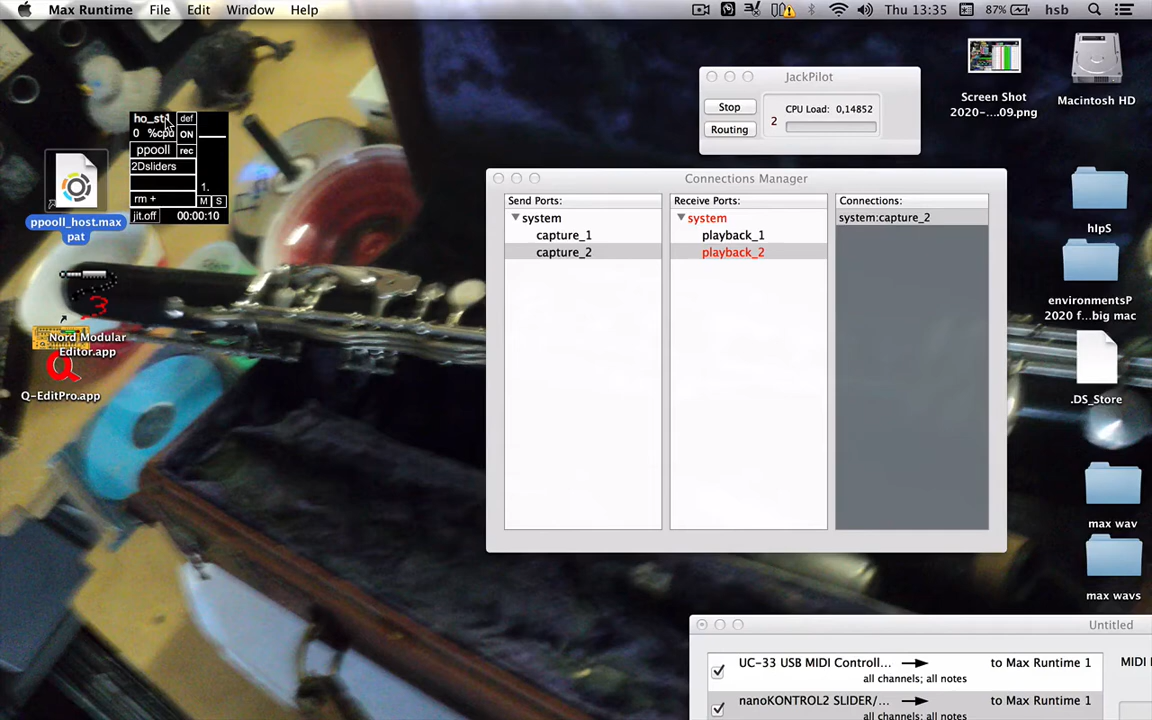 Max Runtime File Edit Window Help Thu 13:35 87% hsb
ho_st1 def
0 %cpu ON
ppooll rec
2Dsliders
1.
rm + M S
jit.off 00:00:10
ppooll_host.max
pat
3
Nord Modular
Editor.app
Q
Q-EditPro.app
JackPilot
Stop
Routing
CPU Load: 0,14852
2
Connections Manager
Send Ports: Receive Ports: Connections:
system system system:capture_2
capture_1 playback_1
capture_2 playback_2
Screen Shot
2020-....09.png
Macintosh HD
hIpS
environmentsP
2020 f...big mac
.DS_Store
max wav
max wavs
Untitled
UC-33 USB MIDI Controll... to Max Runtime 1
all channels; all notes
nanoKONTROL2 SLIDER/... to Max Runtime 1
all channels; all notes
MIDI